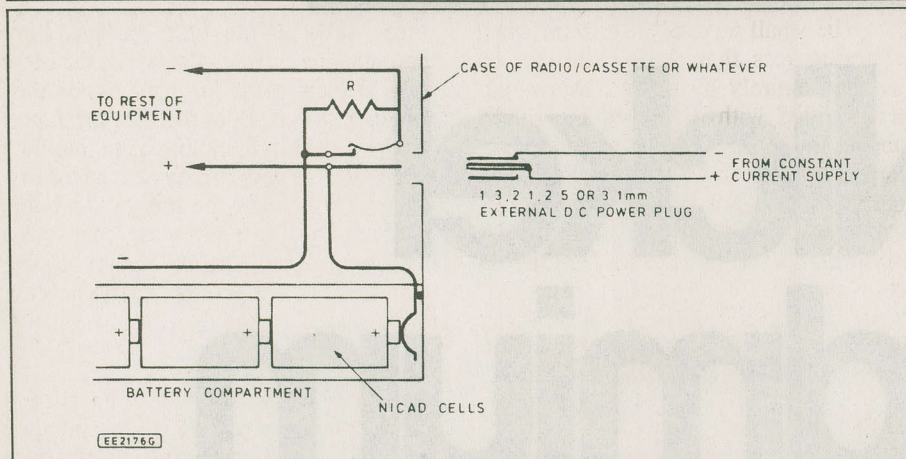 CASE OF RADIO/CASSETTE OR WHATEVER
−
R
TO REST OF
EQUIPMENT
+
−
FROM CONSTANT
+ CURRENT SUPPLY
1 3, 2 1, 2 5 OR 3 1mm
EXTERNAL D C POWER PLUG
−
+
+
+
BATTERY COMPARTMENT
NICAD CELLS
EE2176G